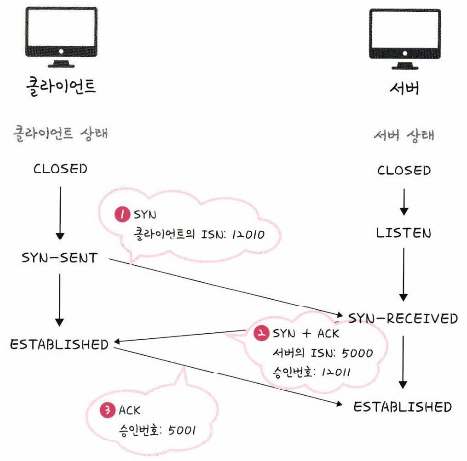 클라이언트
서버
클라이언트 상태
서버 상태
CLOSED
CLOSED
1 SYN
클라이언트의 ISN: 12010
LISTEN
SYN-SENT
SYN-RECEIVED
2 SYN + ACK
서버의 ISN: 5000
승인번호: 12011
ESTABLISHED
3 ACK
승인번호: 5001
ESTABLISHED